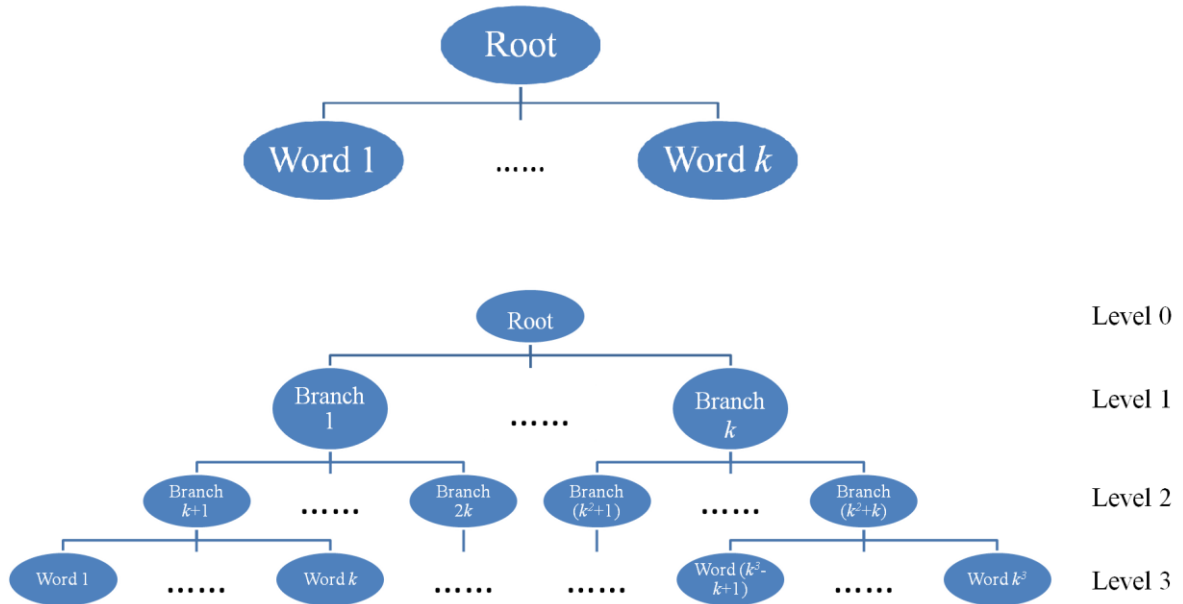 Root
Word 1
......
Word k
Root
Level 0
Branch
1
......
Branch
k
Level 1
Branch
k+1
......
Branch
2k
Branch
(k²+1)
......
Branch
(k²+k)
Level 2
Word 1
......
Word k
......
......
Word (k³-
k+1)
......
Word k³
Level 3